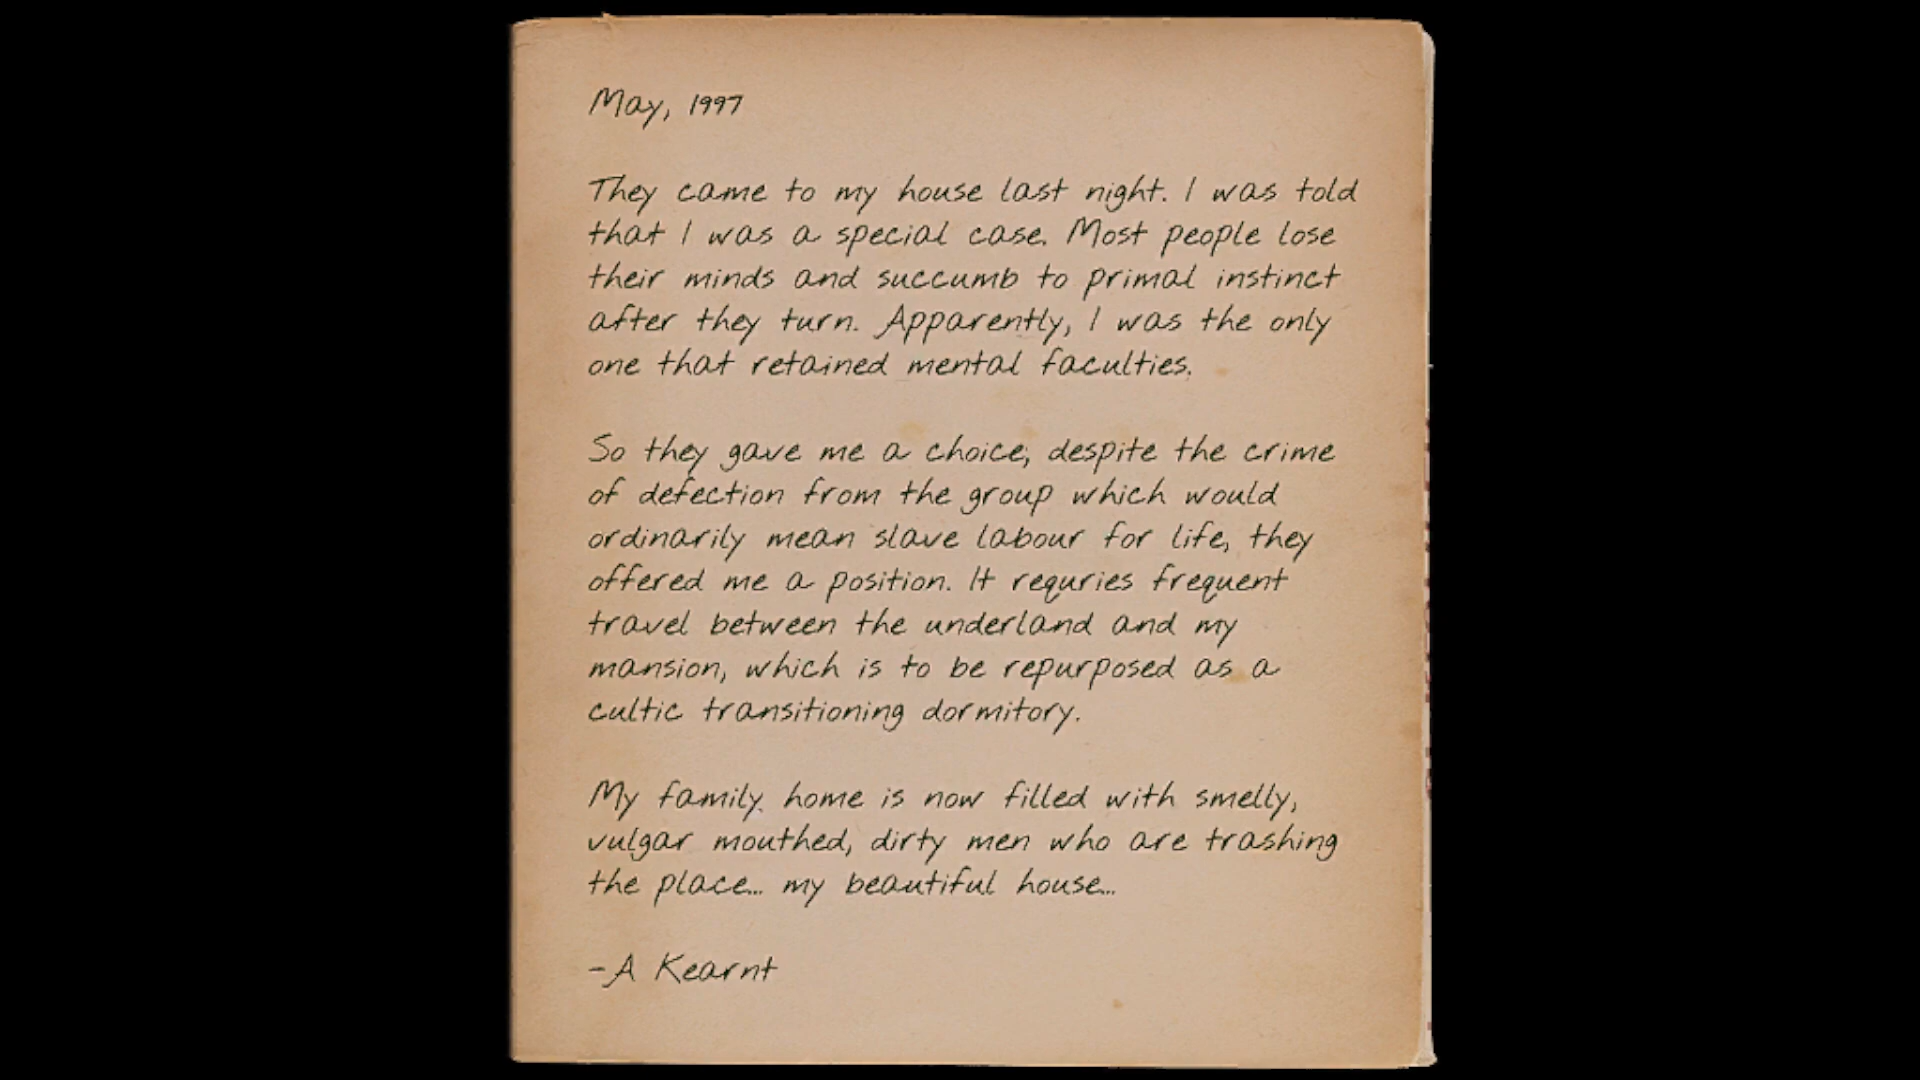 May, 1997
They came to my house last night. I was told
that I was a special case. Most people lose
their minds and succumb to primal instinct
after they turn. Apparently, I was the only
one that retained mental faculties.
So they gave me a choice, despite the crime
of defection from the group which would
ordinarily mean slave labour for life, they
offered me a position. It requries frequent
travel between the underland and my
mansion, which is to be repurposed as a
cultic transitioning dormitory.
My family home is now filled with smelly,
vulgar mouthed, dirty men who are trashing
the place... my beautiful house...
-A Kearnt